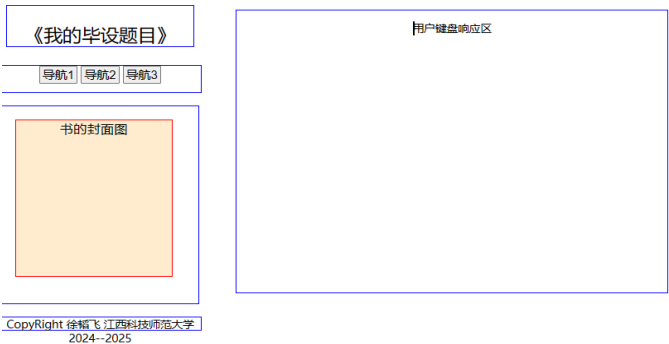 《我的毕设题目》
导航1 导航2 导航3
书的封面图
CopyRight 徐韬飞 江西科技师范大学
2024--2025
用户键盘响应区